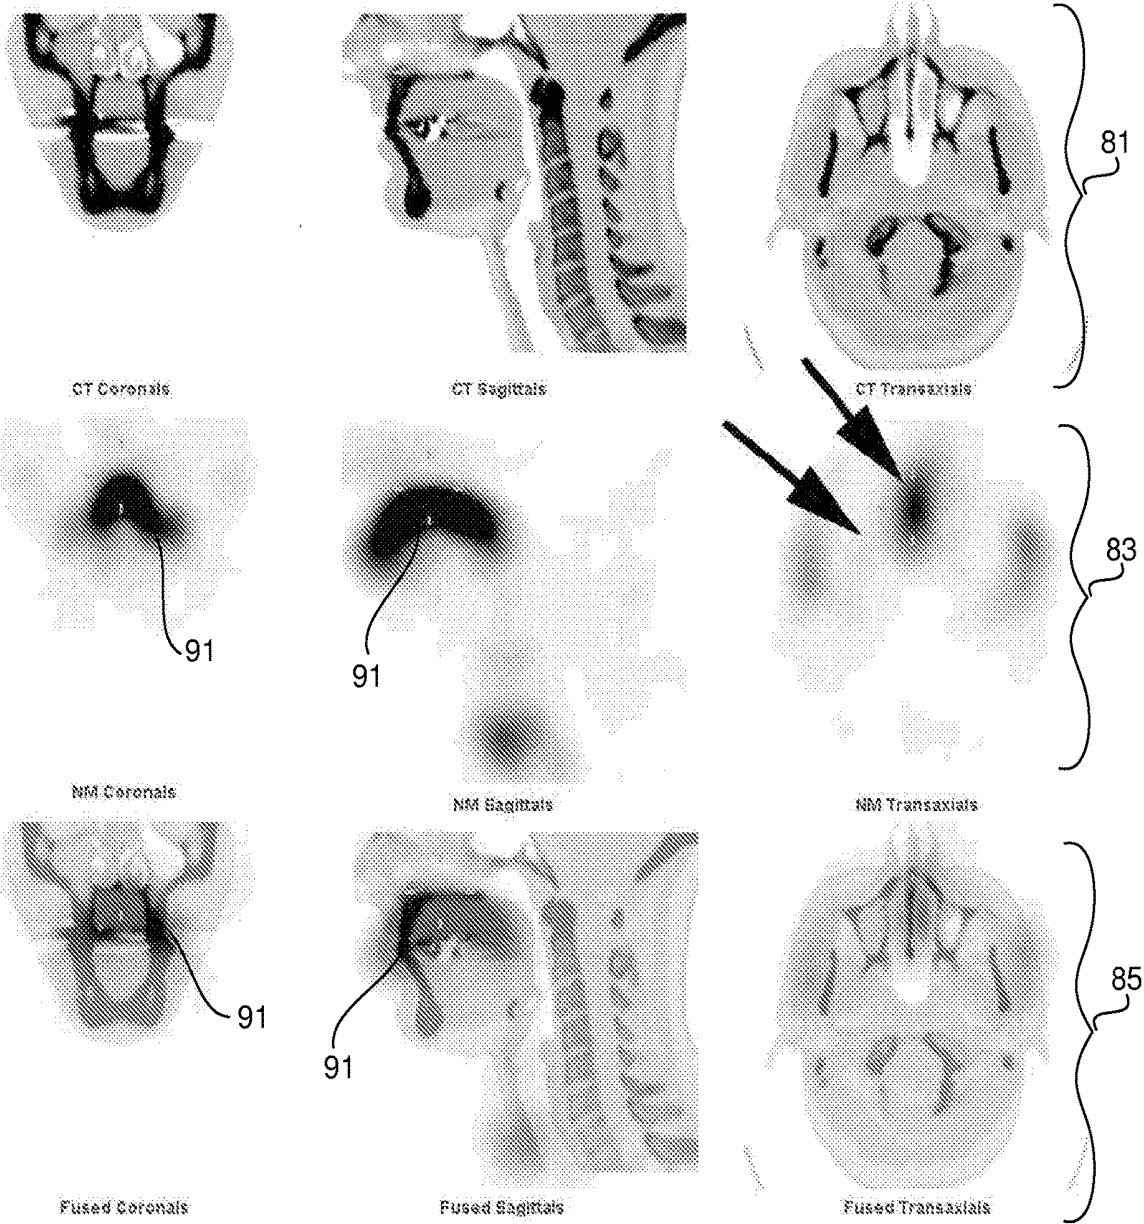 81
CT Coronals
CT Sagittals
CT Transaxials
83
91
91
NM Coronals
NM Sagittals
NM Transaxials
85
91
91
Fused Coronals
Fused Sagittals
Fused Transaxials